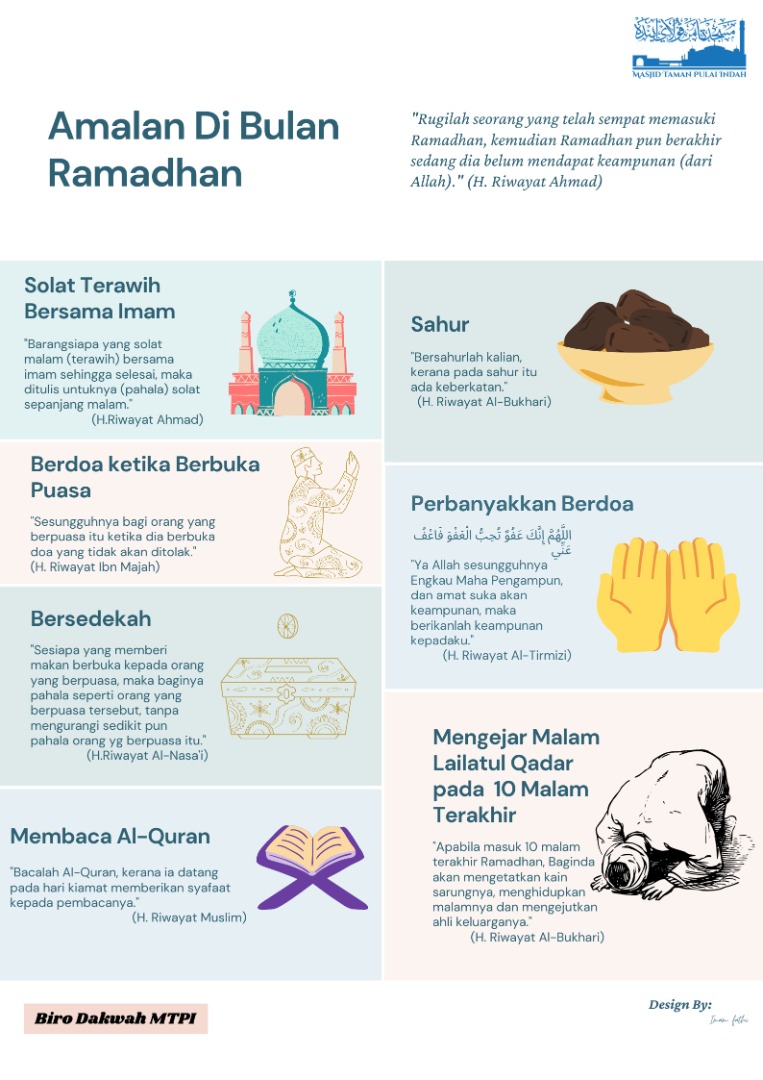 مسجد تامن ڤولاي ايندة
MASJID TAMAN PULAI INDAH
Amalan Di Bulan
Ramadhan
"Rugilah seorang yang telah sempat memasuki
Ramadhan, kemudian Ramadhan pun berakhir
sedang dia belum mendapat keampunan (dari
Allah)." (H. Riwayat Ahmad)
Solat Terawih
Bersama Imam
"Barangsiapa yang solat
malam (terawih) bersama
imam sehingga selesai, maka
ditulis untuknya (pahala) solat
sepanjang malam."
(H.Riwayat Ahmad)
Berdoa ketika Berbuka
Puasa
"Sesungguhnya bagi orang yang
berpuasa itu ketika dia berbuka
doa yang tidak akan ditolak."
(H. Riwayat Ibn Majah)
Bersedekah
"Sesiapa yang memberi
makan berbuka kepada orang
yang berpuasa, maka baginya
pahala seperti orang yang
berpuasa tersebut, tanpa
mengurangi sedikit pun
pahala orang yg berpuasa itu."
(H.Riwayat Al-Nasa'i)
Membaca Al-Quran
"Bacalah Al-Quran, kerana ia datang
pada hari kiamat memberikan syafaat
kepada pembacanya."
(H. Riwayat Muslim)
Sahur
"Bersahurlah kalian,
kerana pada sahur itu
ada keberkatan."
(H. Riwayat Al-Bukhari)
Perbanyakkan Berdoa
اللَّهُمَّ إِنَّكَ عَفُوٌّ تُحِبُّ الْعَفْوَ فَاعْفُ
عَنِّي
"Ya Allah sesungguhnya
Engkau Maha Pengampun,
dan amat suka akan
keampunan, maka
berikanlah keampunan
kepadaku."
(H. Riwayat Al-Tirmizi)
Mengejar Malam
Lailatul Qadar
pada 10 Malam
Terakhir
"Apabila masuk 10 malam
terakhir Ramadhan, Baginda
akan mengetatkan kain
sarungnya, menghidupkan
malamnya dan mengejutkan
ahli keluarganya."
(H. Riwayat Al-Bukhari)
Biro Dakwah MTPI
Design By:
Iman fathi